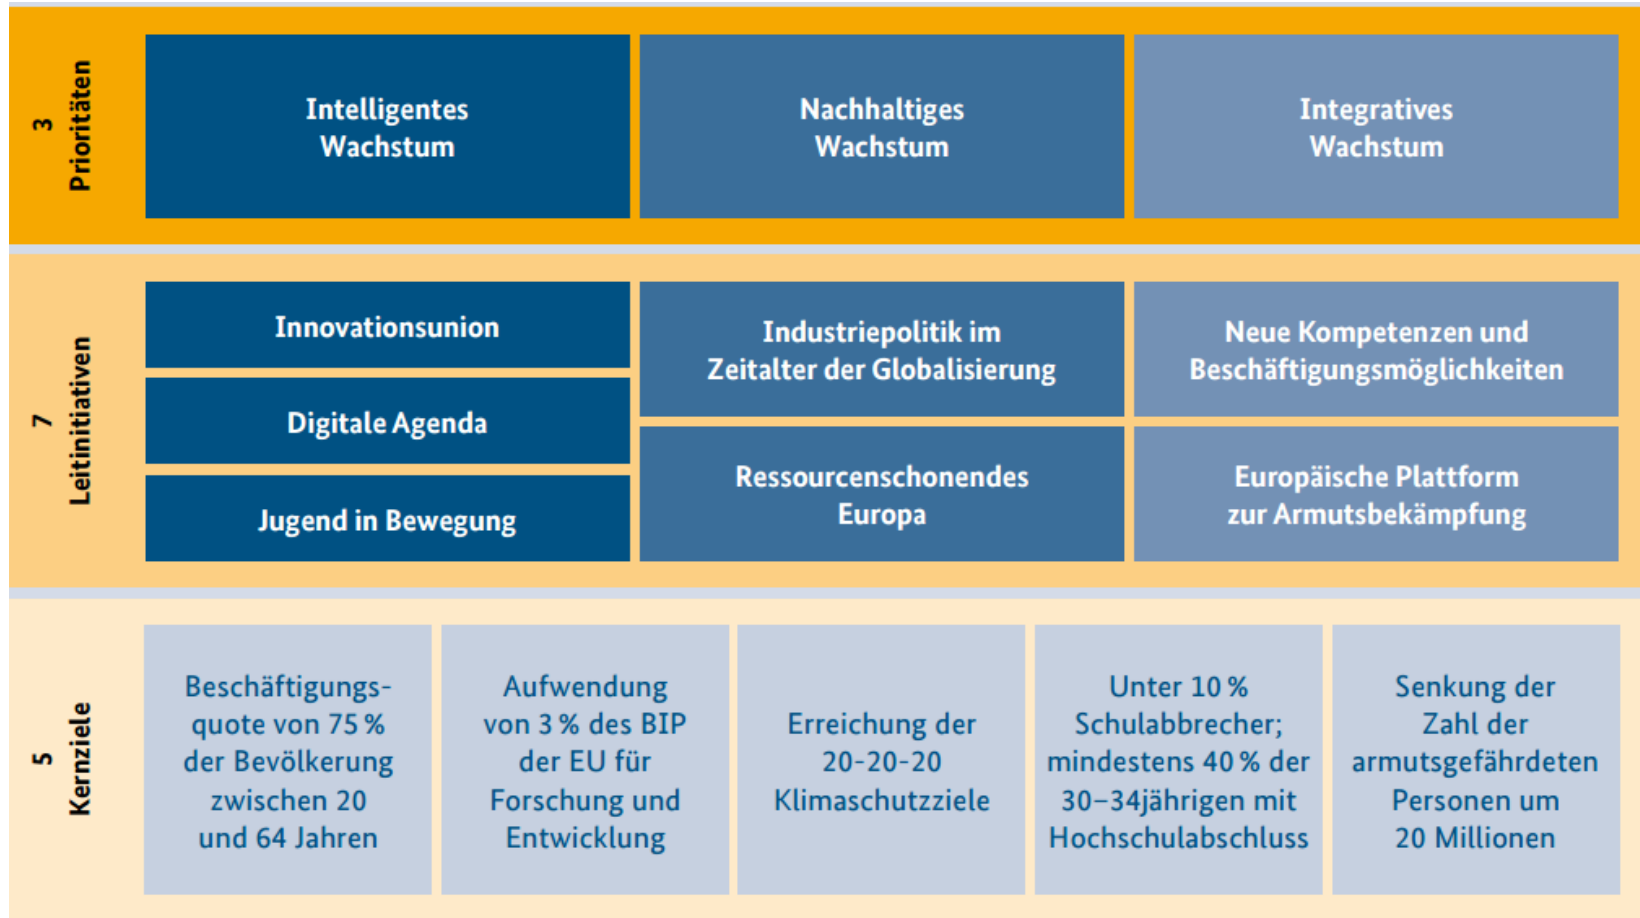 3
Prioritäten
Intelligentes
Wachstum
Nachhaltiges
Wachstum
Integratives
Wachstum
7
Leitinitiativen
Innovationsunion
Digitale Agenda
Jugend in Bewegung
Industriepolitik im
Zeitalter der Globalisierung
Ressourcenschonendes
Europa
Neue Kompetenzen und
Beschäftigungsmöglichkeiten
Europäische Plattform
zur Armutsbekämpfung
5
Kernziele
Beschäftigungs-
quote von 75 %
der Bevölkerung
zwischen 20
und 64 Jahren
Aufwendung
von 3 % des BIP
der EU für
Forschung und
Entwicklung
Erreichung der
20-20-20
Klimaschutzziele
Unter 10 %
Schulabbrecher;
mindestens 40 % der
30–34jährigen mit
Hochschulabschluss
Senkung der
Zahl der
armutsgefährdeten
Personen um
20 Millionen